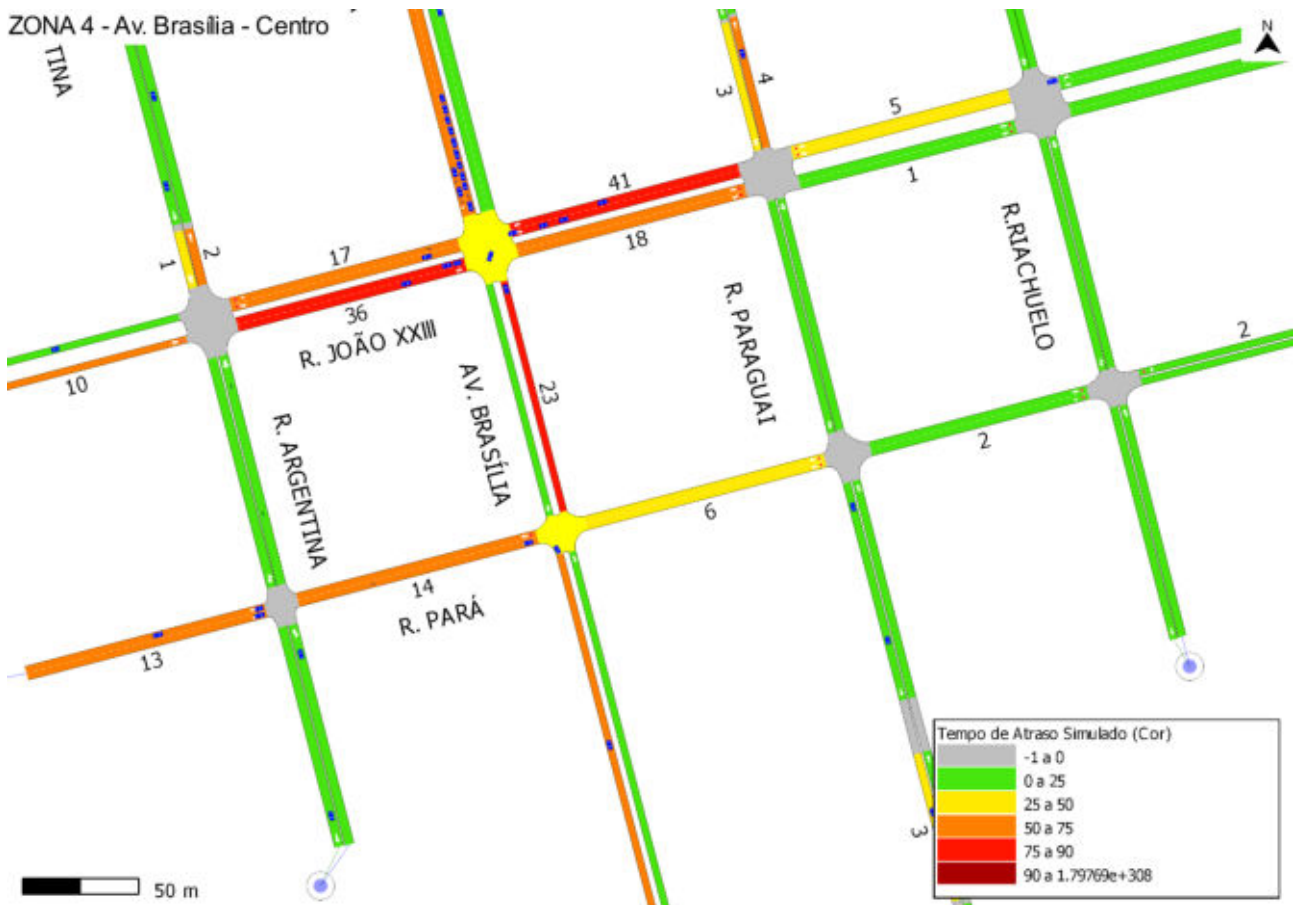 ZONA 4 - Av. Brasília - Centro
TINA
N
3
4
5
41
1
18
2
1
17
36
R. JOÃO XXIII
10
R.RIACHUELO
R. PARAGUAI
AV. BRASÍLIA
23
2
R. ARGENTINA
2
6
14
R. PARÁ
13
3
Tempo de Atraso Simulado (Cor)
-1 a 0
0 a 25
25 a 50
50 a 75
75 a 90
90 a 1.79769e+308
50 m